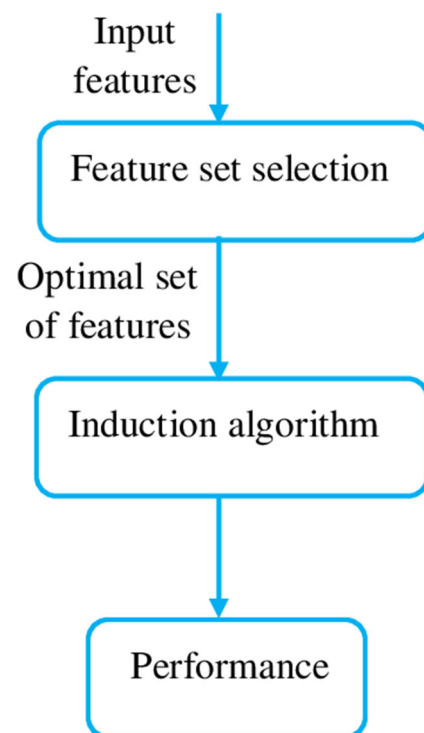 Input
features
Feature set selection
Optimal set
of features
Induction algorithm
Performance